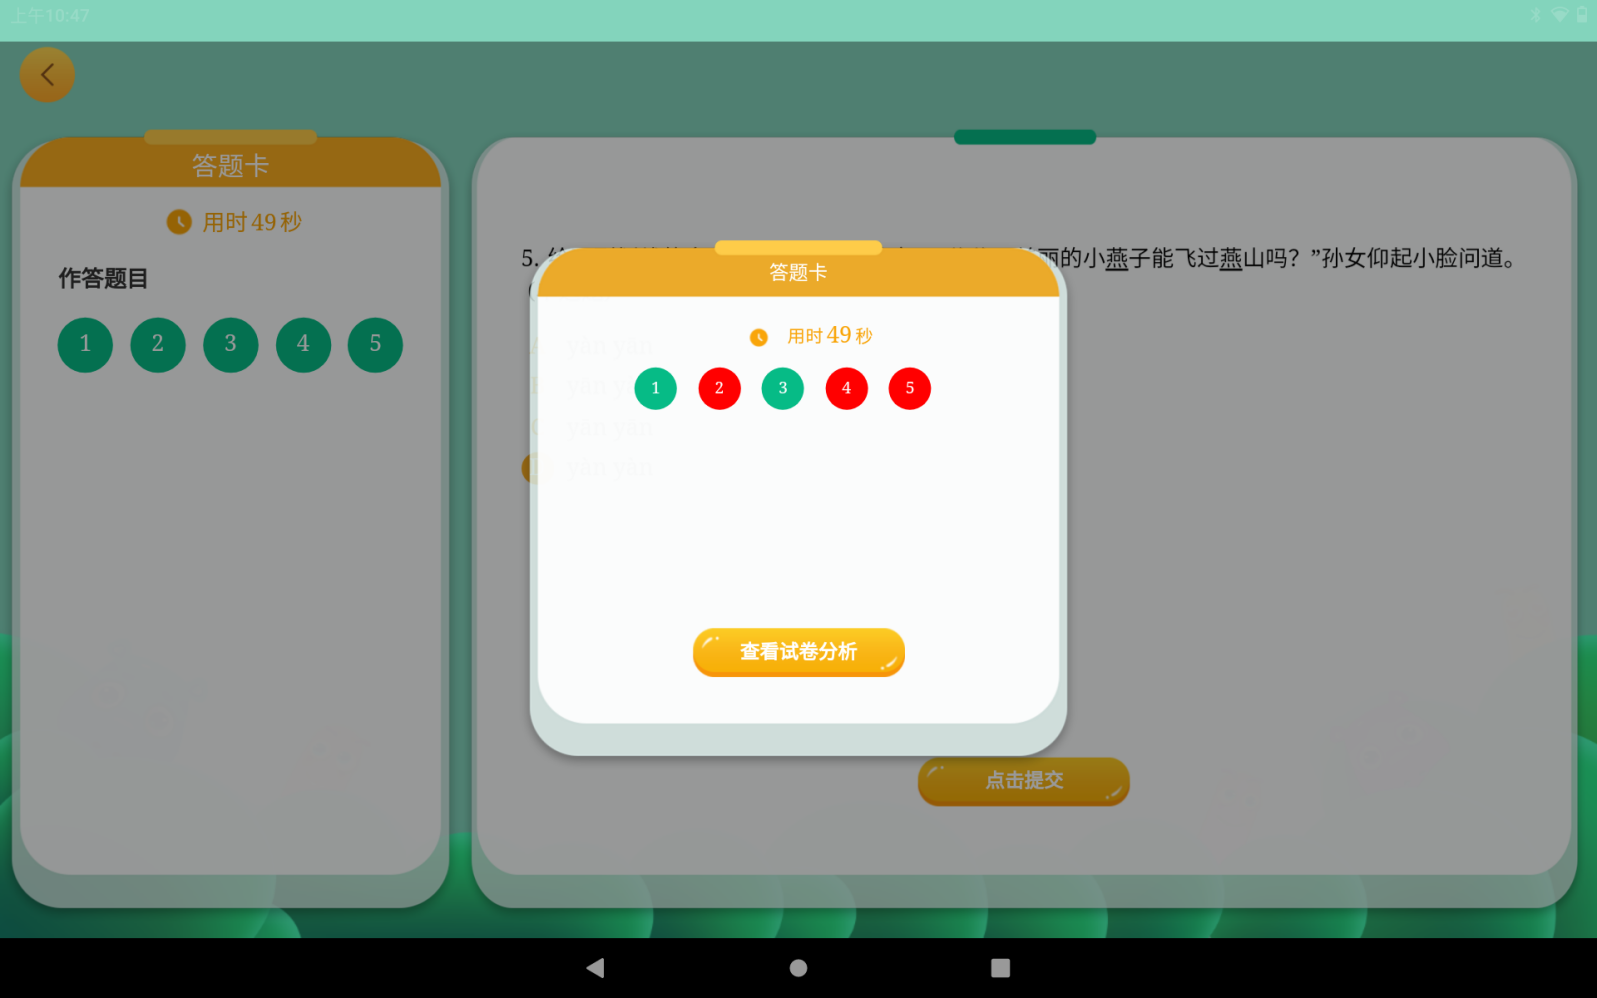 上午10:47
答题卡
用时49秒
作答题目
1 2 3 4 5
5. 丽的小燕子能飞过燕山吗？”孙女仰起小脸问道。
答题卡
用时49秒
1 2 3 4 5
yān yán
yàn yàn
查看试卷分析
点击提交